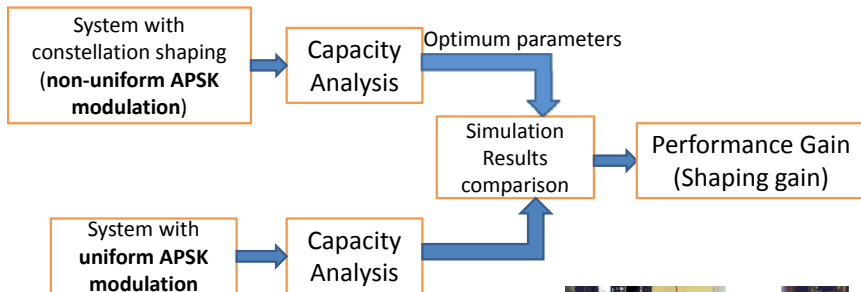 System with
constellation shaping
(non-uniform APSK
modulation)
Capacity
Analysis
Optimum parameters
Simulation
Results
comparison
Performance Gain
(Shaping gain)
System with
uniform APSK
modulation
Capacity
Analysis